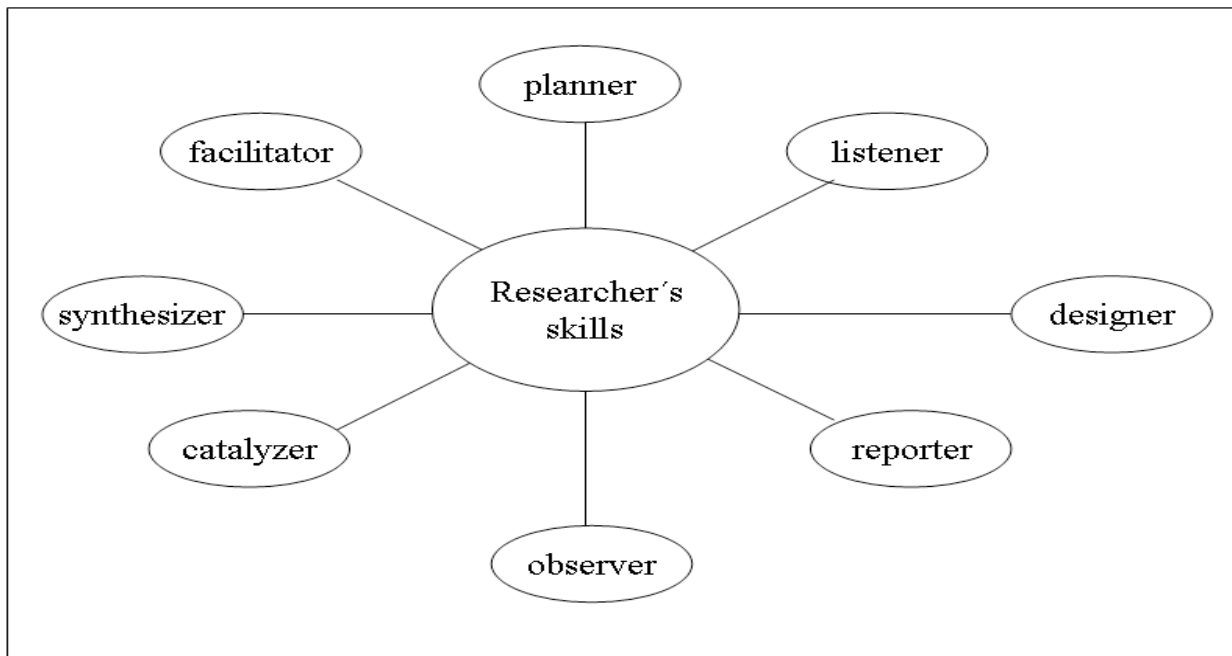 planner
facilitator
listener
Researcher´s
skills
synthesizer
designer
catalyzer
reporter
observer